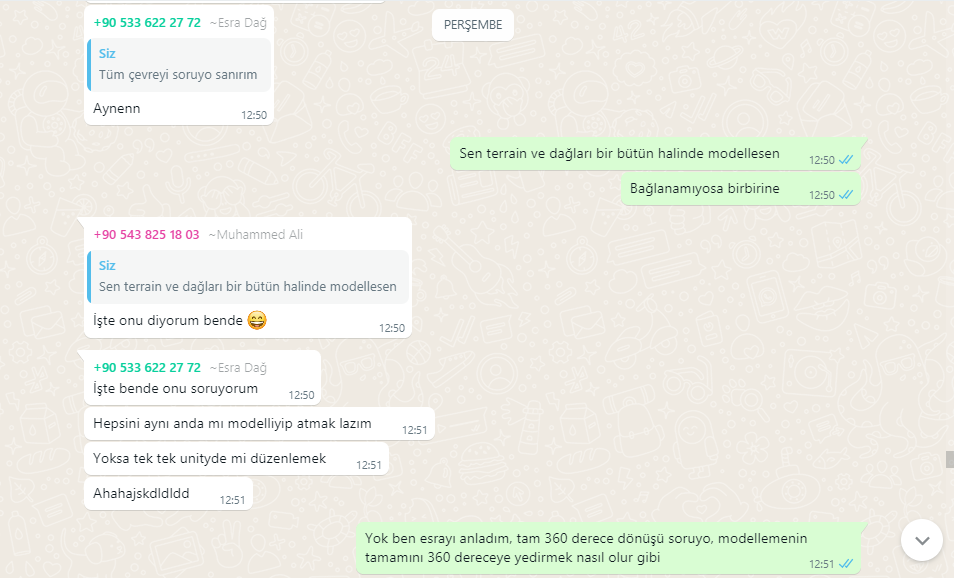 PERŞEMBE
+90 533 622 27 72 ~Esra Dağ
Siz
Tüm çevreyi soruyo sanırım
Aynenn 12:50
Sen terrain ve dağları bir bütün halinde modellesen 12:50
Bağlanamıyosa birbirine 12:50
+90 543 825 18 03 ~Muhammed Ali
Siz
Sen terrain ve dağları bir bütün halinde modellesen
İşte onu diyorum bende 😄 12:50
+90 533 622 27 72 ~Esra Dağ
İşte bende onu soruyorum 12:50
Hepsini aynı anda mı modelliyip atmak lazım 12:51
Yoksa tek tek unityde mi düzenlemek 12:51
Ahahajskdldldd 12:51
Yok ben esrayı anladım, tam 360 derece dönüşü soruyo, modellemenin
tamamını 360 dereceye yedirmek nasıl olur gibi 12:51